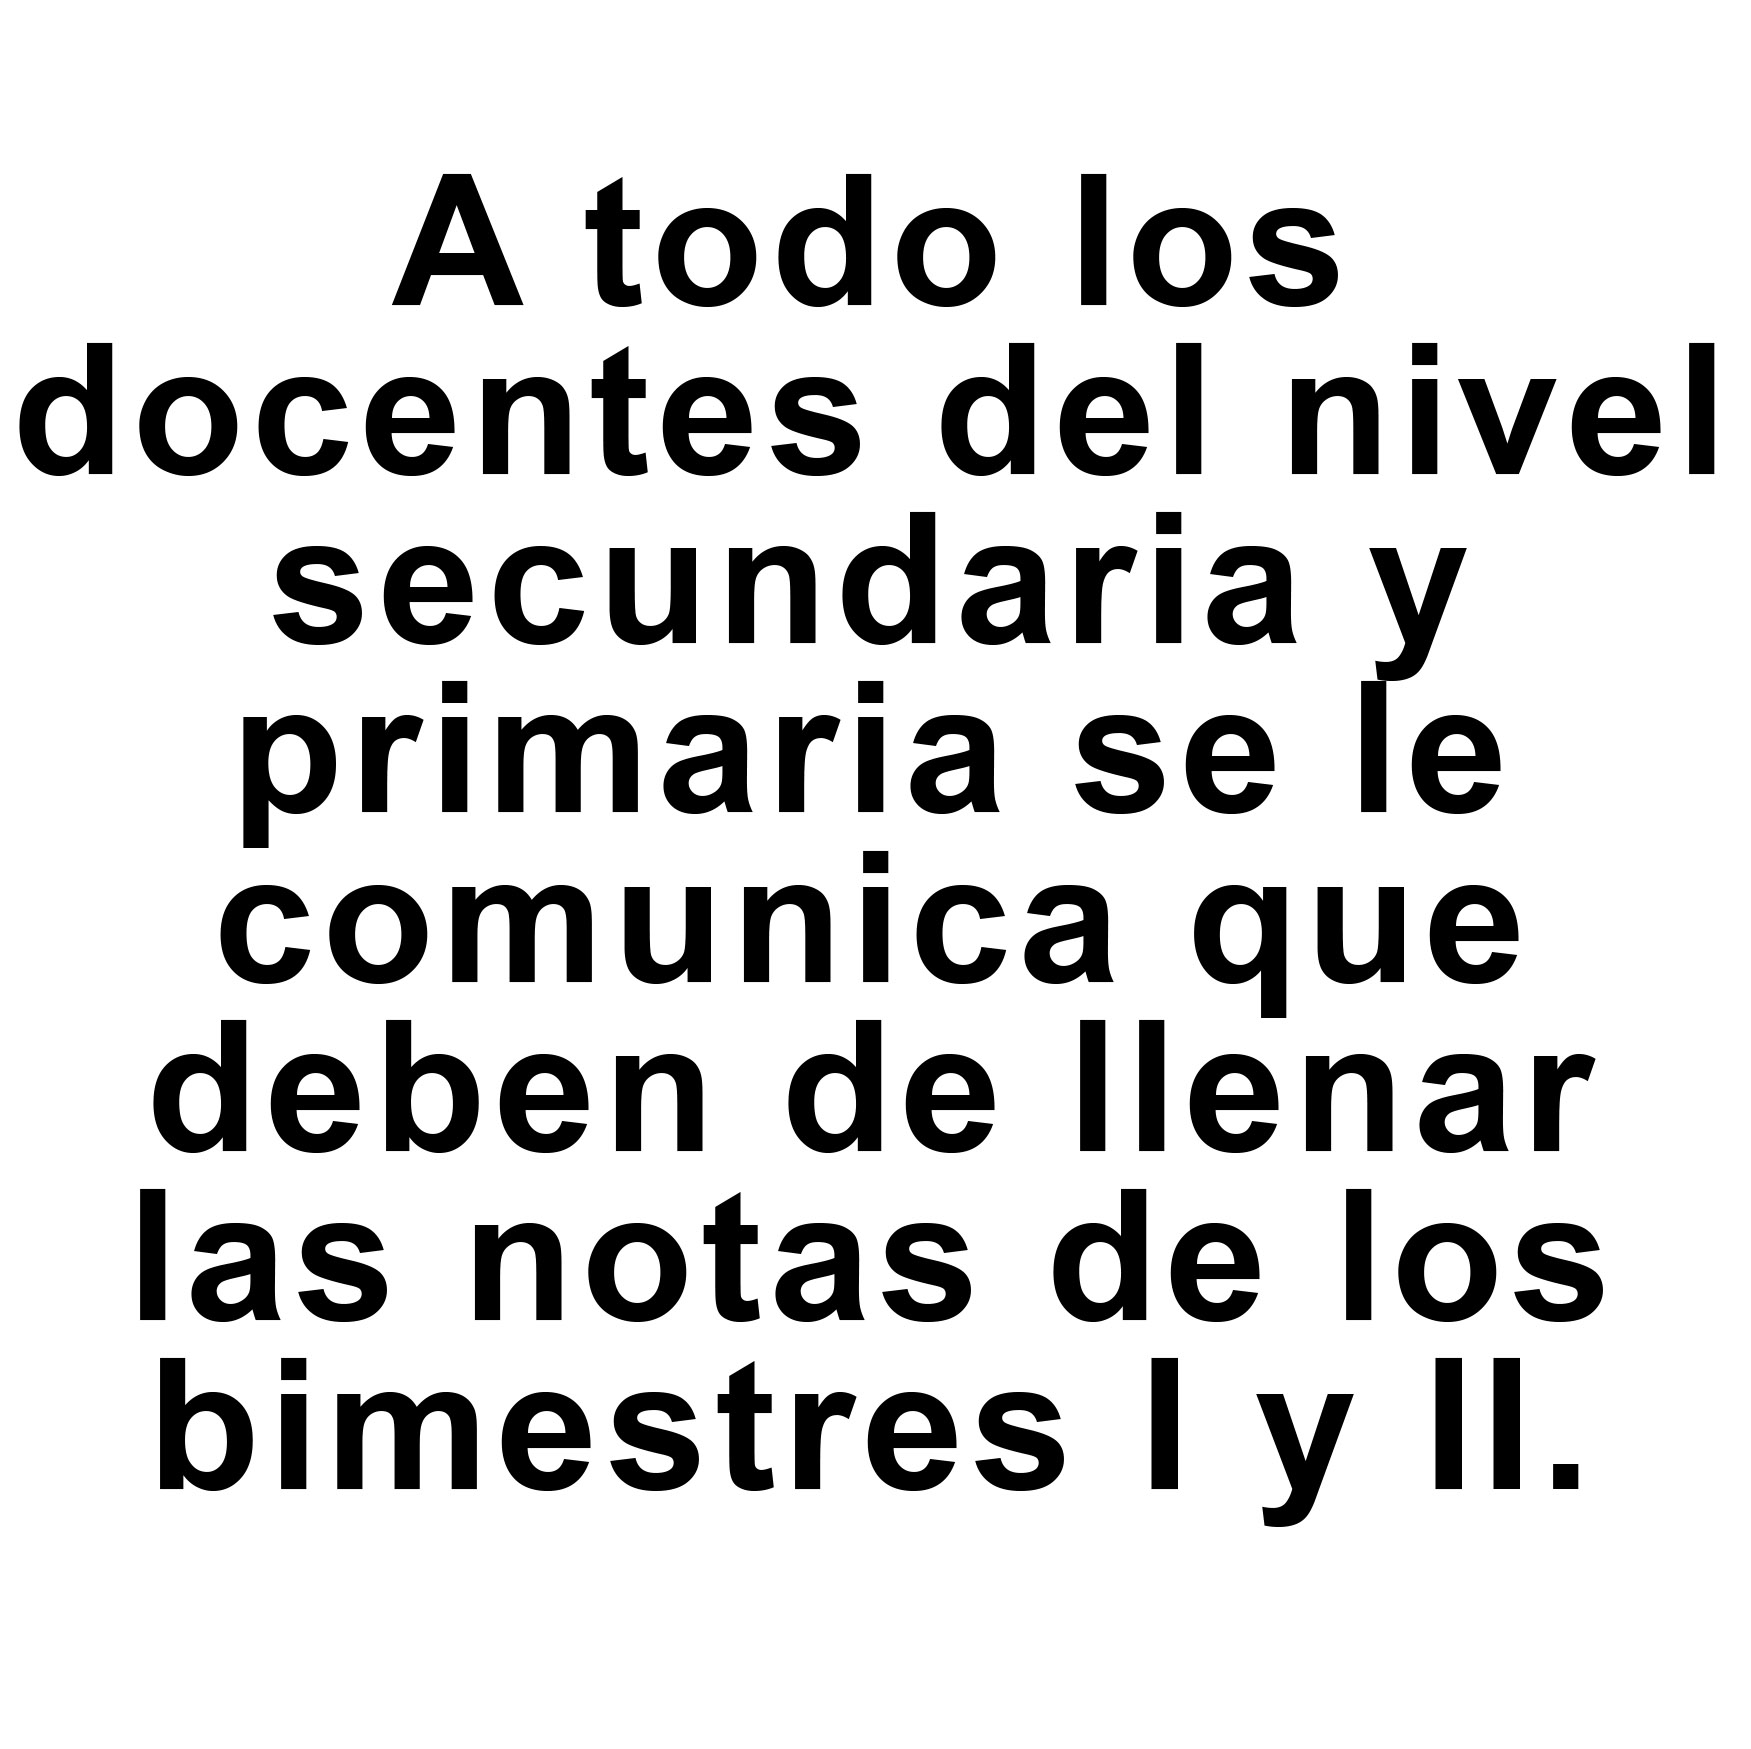 A todo los
docentes del nivel
secundaria y
primaria se le
comunica que
deben de llenar
las notas de los
bimestres I y II.